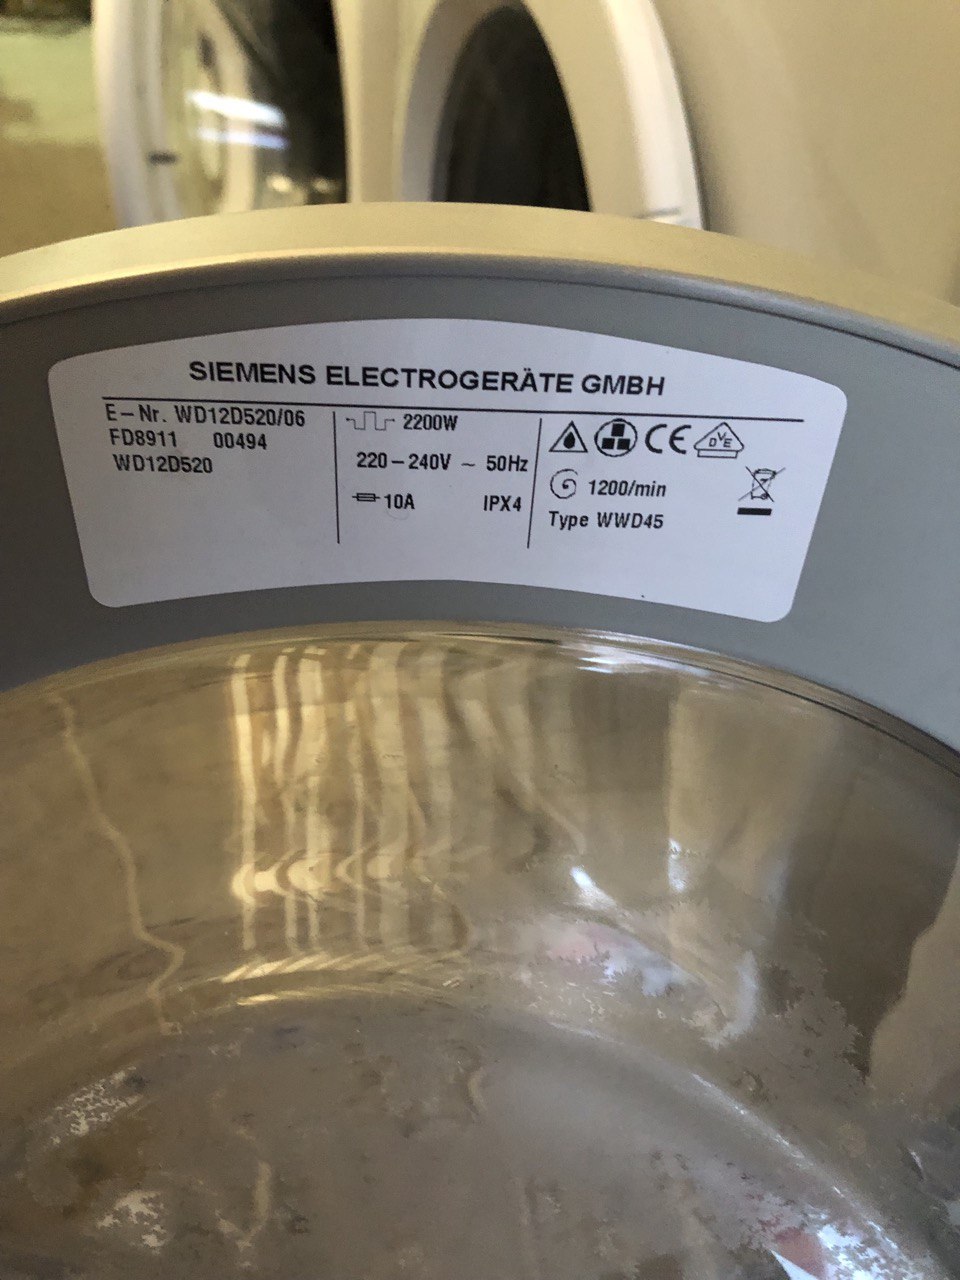 SIEMENS ELECTROGERÄTE GMBH
E-Nr. WD12D520/06
FD8911 00494
WD12D520
2200W
220-240V ~ 50Hz
10A IPX4
CE DVE
1200/min
Type WWD45